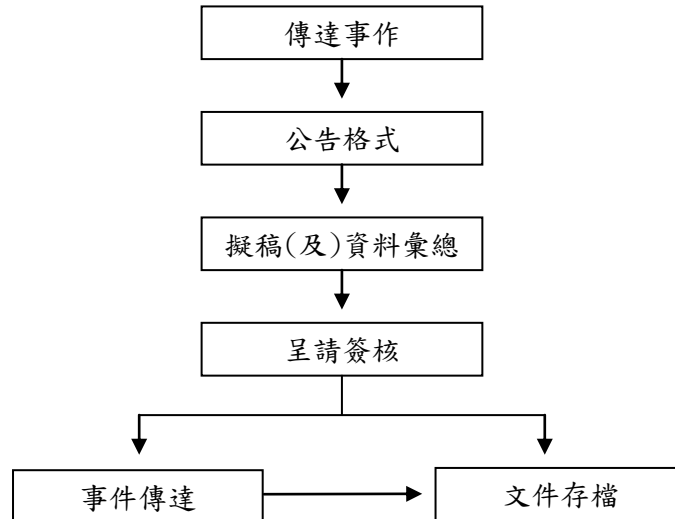 傳達事作
公告格式
擬稿(及)資料彙總
呈請簽核
事件傳達
文件存檔